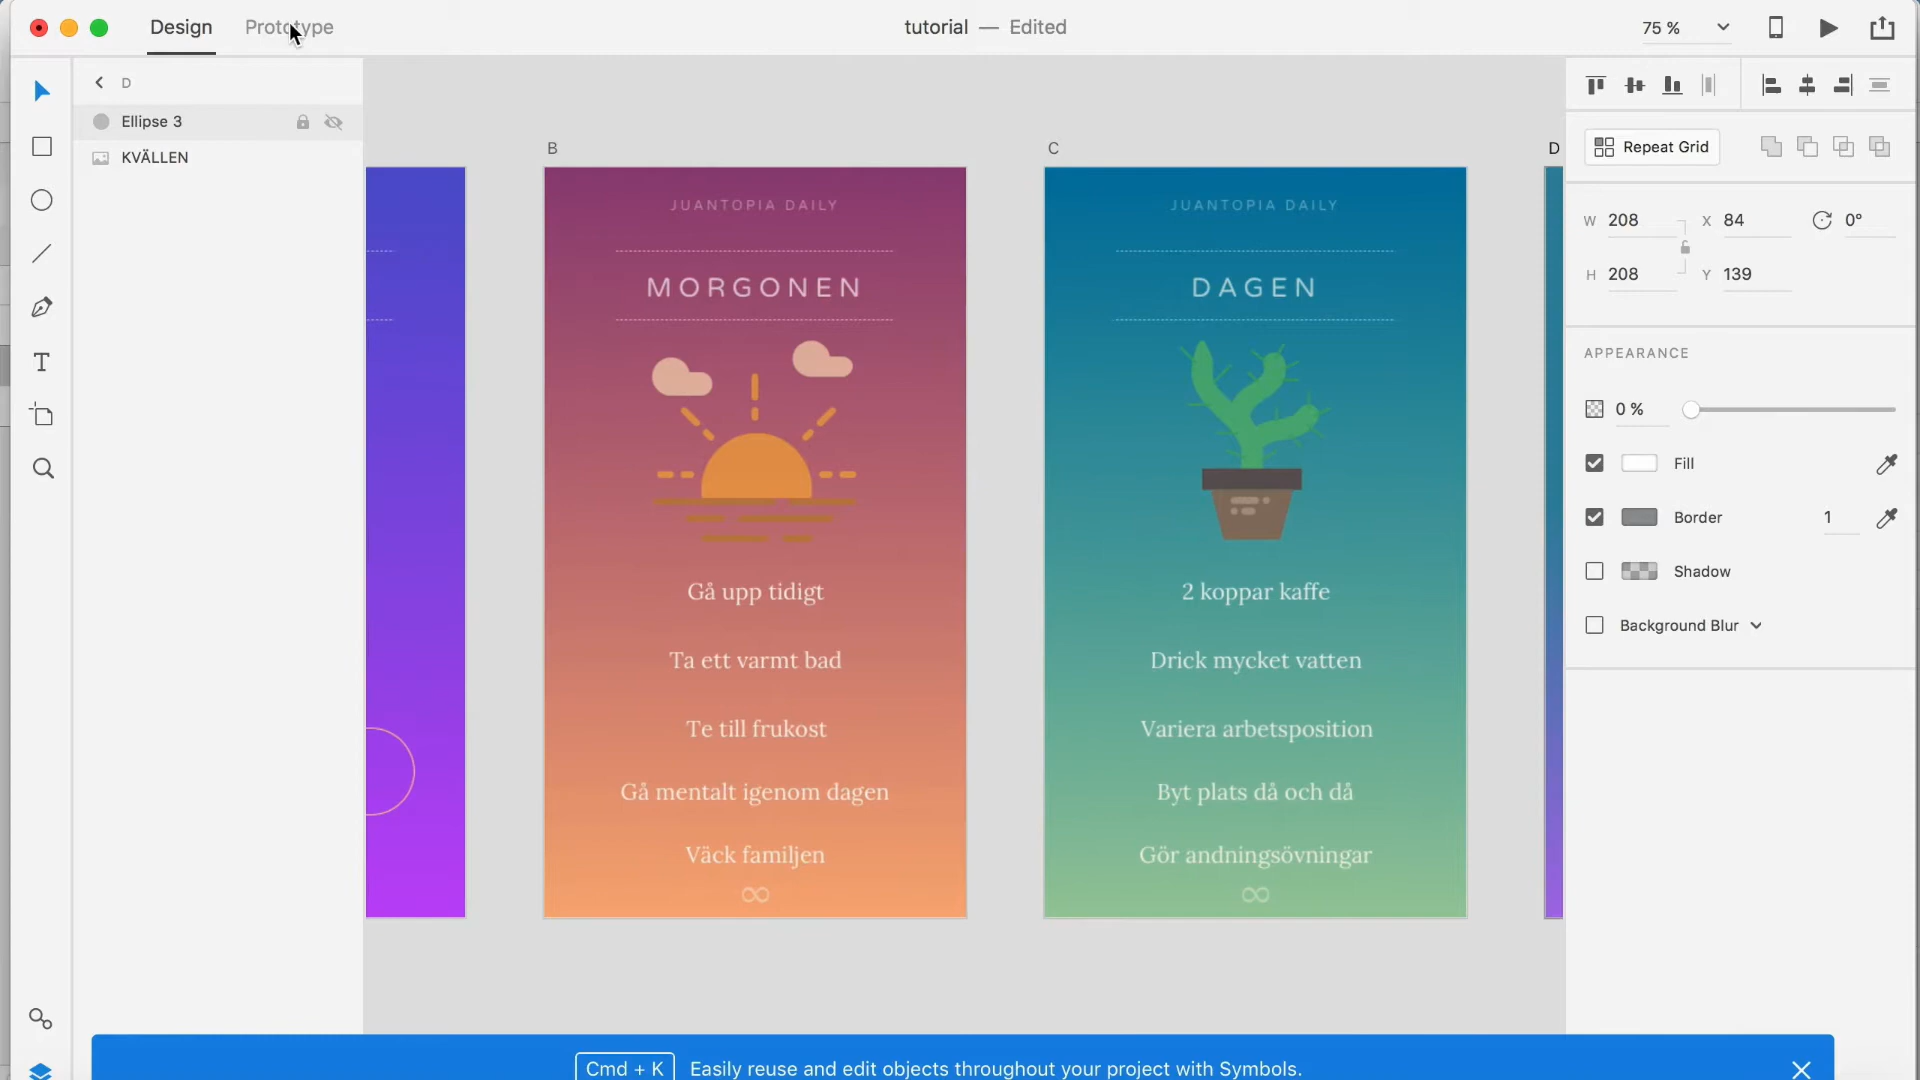 Design Prototype tutorial — Edited 75 %
D
Ellipse 3
KVÄLLEN
B
JUANTOPIA DAILY
MORGONEN
Gå upp tidigt
Ta ett varmt bad
Te till frukost
Gå mentalt igenom dagen
Väck familjen
∞
C
JUANTOPIA DAILY
DAGEN
2 koppar kaffe
Drick mycket vatten
Variera arbetsposition
Byt plats då och då
Gör andningsövningar
∞
D
Repeat Grid
W 208 X 84 0°
H 208 Y 139
APPEARANCE
0 %
Fill
Border 1
Shadow
Background Blur
Cmd + K Easily reuse and edit objects throughout your project with Symbols.